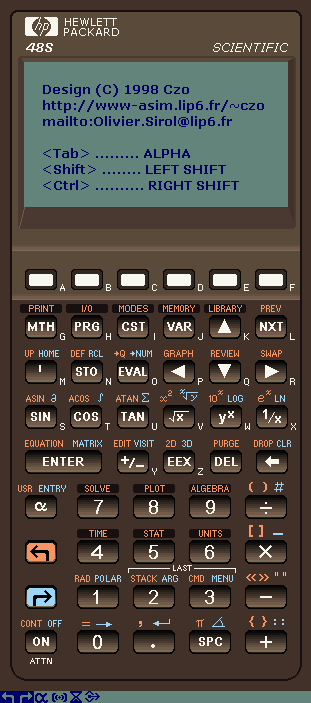 hp HEWLETT
PACKARD
48S SCIENTIFIC
Design (C) 1998 Czo
http://www-asim.lip6.fr/~czo
mailto:Olivier.Sirol@lip6.fr
<Tab> ......... ALPHA
<Shift> ........ LEFT SHIFT
<Ctrl> .......... RIGHT SHIFT
A B C D E F
PRINT I/O MODES MEMORY LIBRARY PREV
MTH G PRG H CST I VAR J ▲ K NXT L
UP HOME DEF RCL →Q →NUM GRAPH REVIEW SWAP
' M STO N EVAL O ◀ P ▼ Q ▶ R
ASIN ∂ ACOS ∫ ATAN Σ x² ˣ√y 10ˣ LOG eˣ LN
SIN S COS T TAN U √x V yˣ W 1/x X
EQUATION MATRIX EDIT VISIT 2D 3D PURGE DROP CLR
ENTER +/− Y EEX Z DEL ←
USR ENTRY SOLVE PLOT ALGEBRA ( ) #
α 7 8 9 ÷
TIME STAT UNITS [ ] _
4 5 6 ×
LAST
RAD POLAR STACK ARG CMD MENU «» " "
1 2 3 −
CONT OFF = → , ↵ π ∠ { } : :
ON 0 . SPC +
ATTN